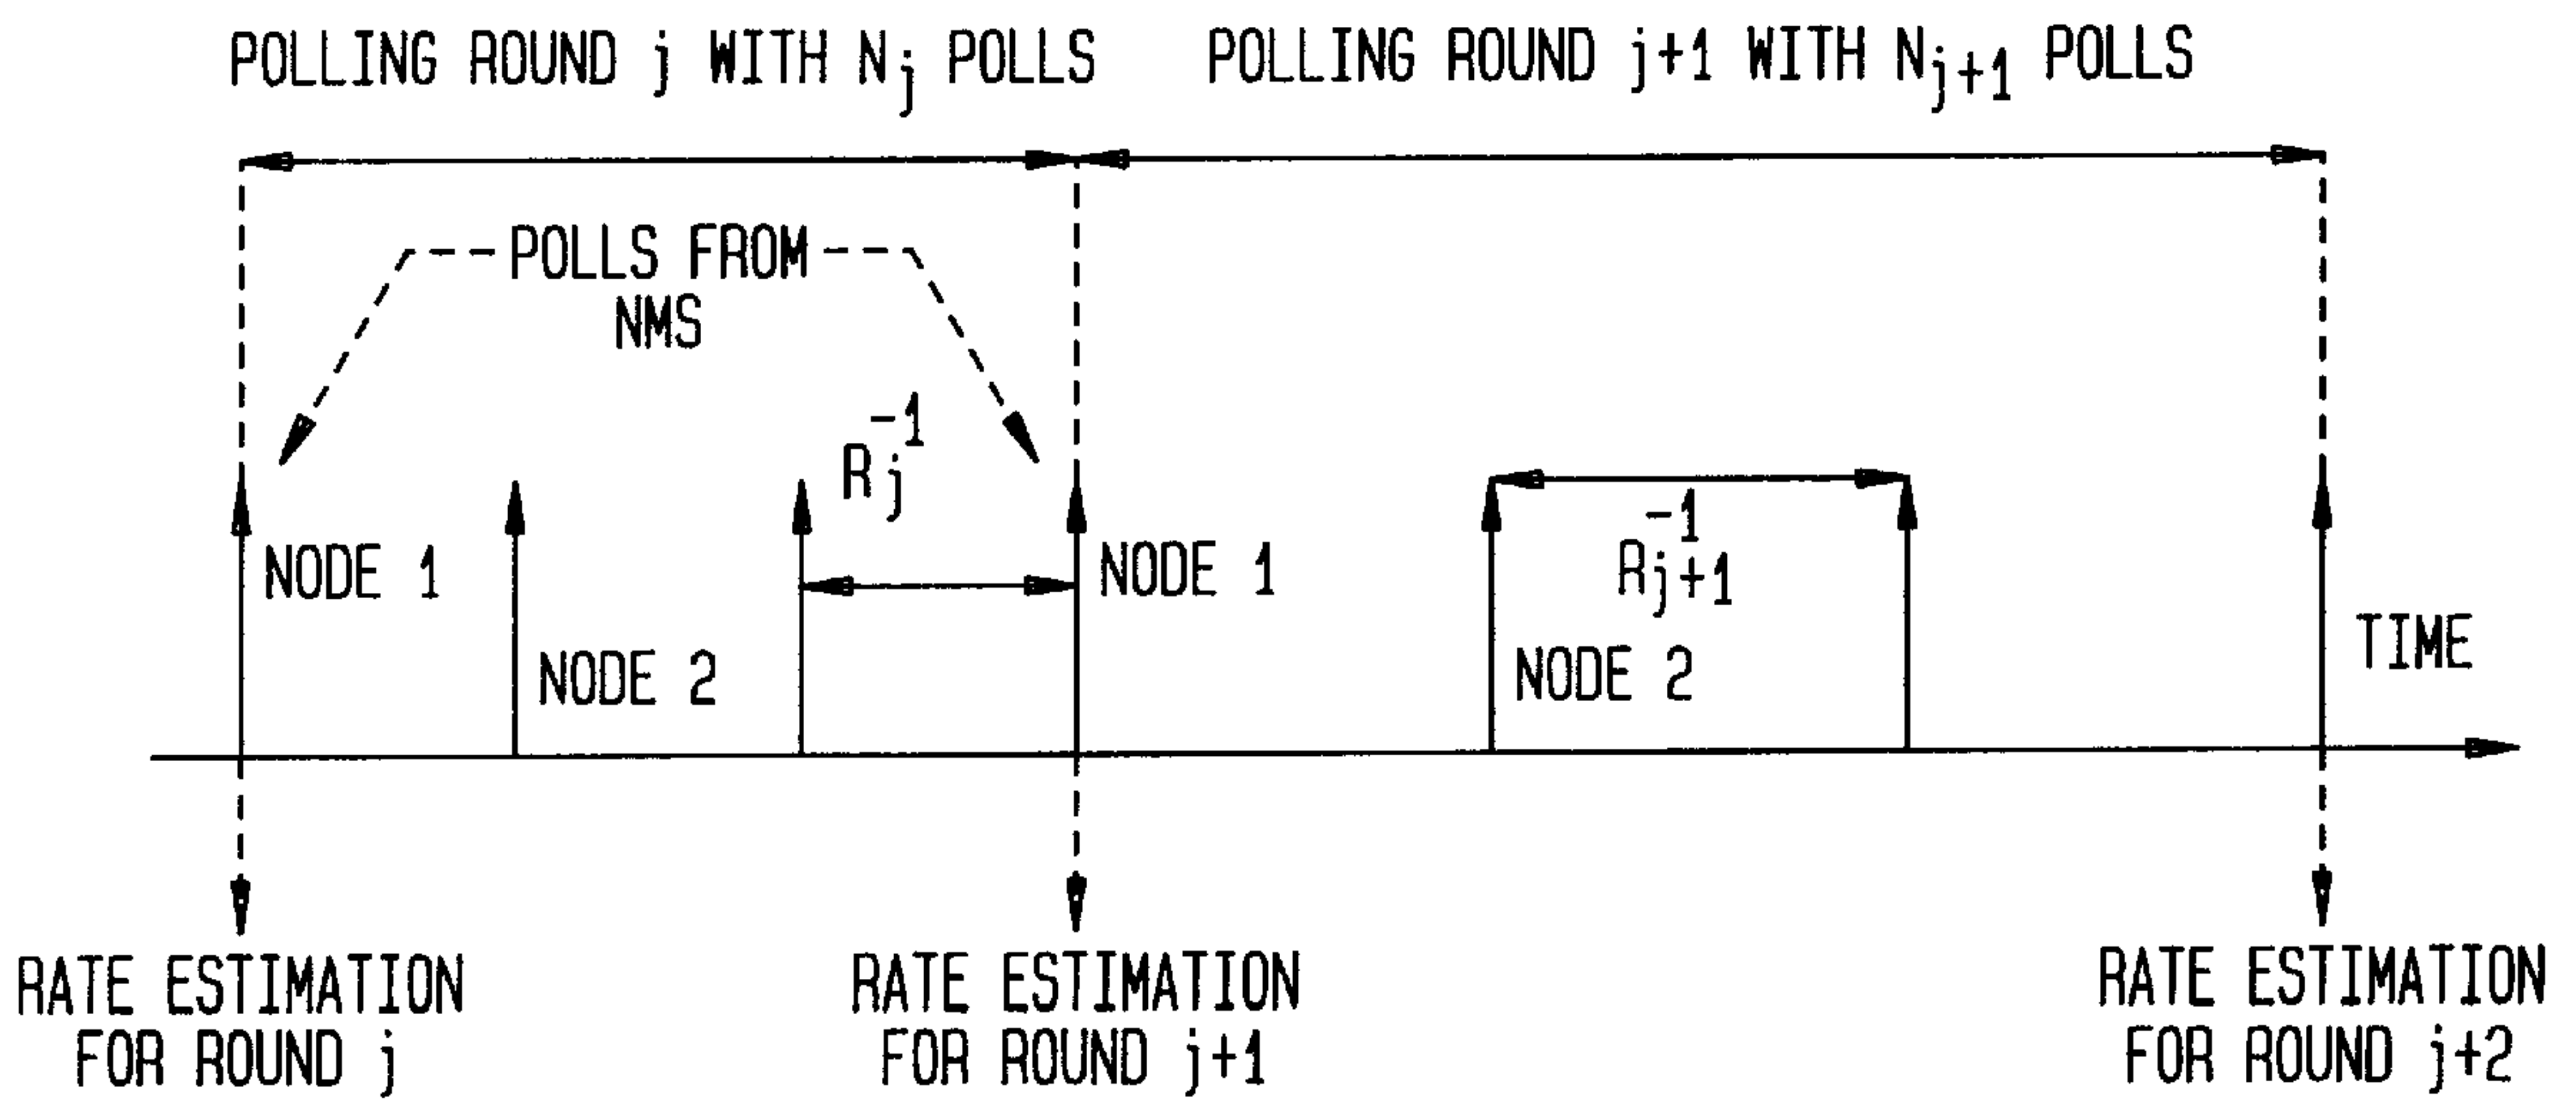 POLLING ROUND j WITH N_j POLLS
POLLING ROUND j+1 WITH N_{j+1} POLLS
POLLS FROM
NMS
R_j^{-1}
R_{j+1}^{-1}
NODE 1
NODE 2
NODE 1
NODE 2
TIME
RATE ESTIMATION
FOR ROUND j
RATE ESTIMATION
FOR ROUND j+1
RATE ESTIMATION
FOR ROUND j+2